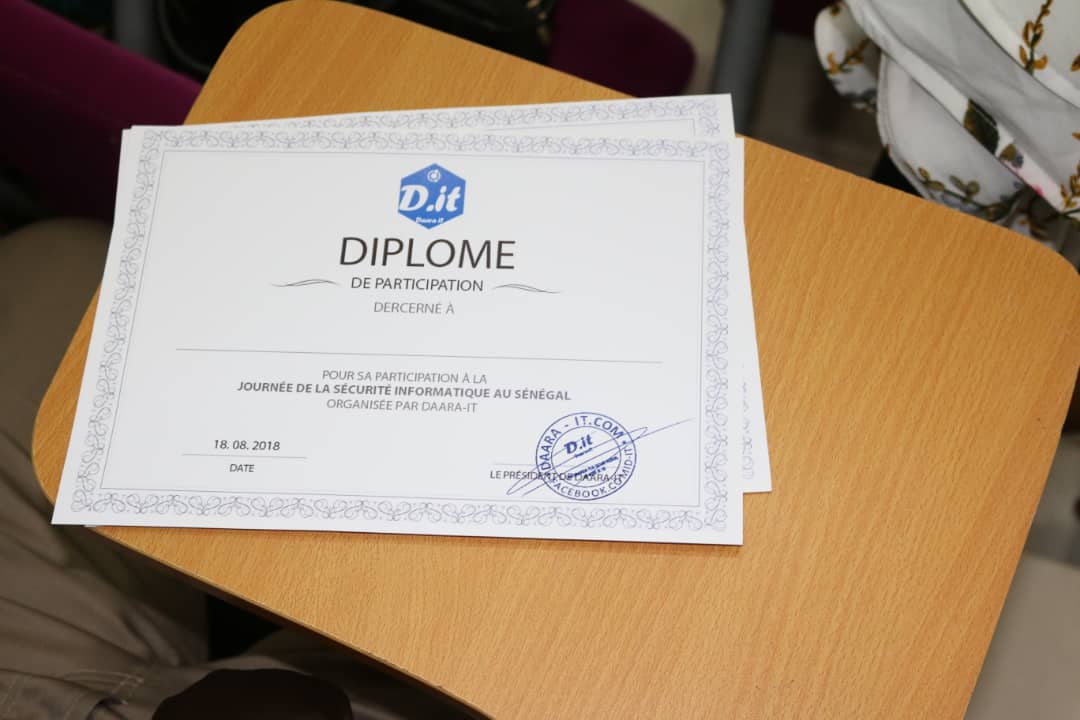 D.it
Daara it
DIPLOME
DE PARTICIPATION
DERCERNÉ À
POUR SA PARTICIPATION À LA
JOURNÉE DE LA SÉCURITÉ INFORMATIQUE AU SÉNÉGAL
ORGANISÉE PAR DAARA-IT
18. 08. 2018
DATE
DAARA - IT.COM
D.it
LE PRÉSIDENT DE DAARA-IT
FACEBOOK.COM/D.IT